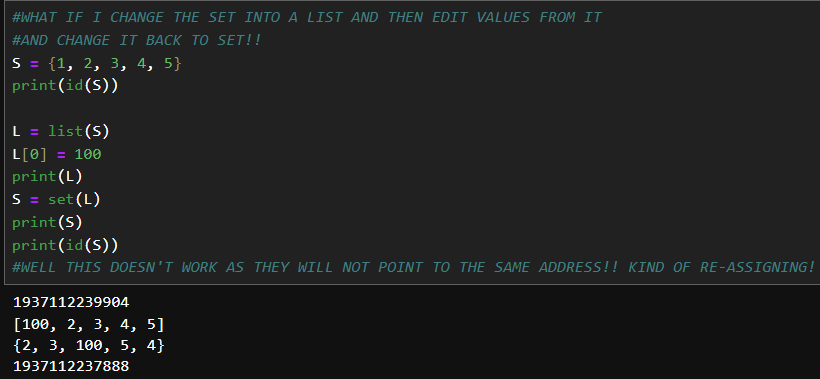 #WHAT IF I CHANGE THE SET INTO A LIST AND THEN EDIT VALUES FROM IT
#AND CHANGE IT BACK TO SET!!
S = {1, 2, 3, 4, 5}
print(id(S))
L = list(S)
L[0] = 100
print(L)
S = set(L)
print(S)
print(id(S))
#WELL THIS DOESN'T WORK AS THEY WILL NOT POINT TO THE SAME ADDRESS!! KIND OF RE-ASSIGNING!
1937112239904
[100, 2, 3, 4, 5]
{2, 3, 100, 5, 4}
1937112237888